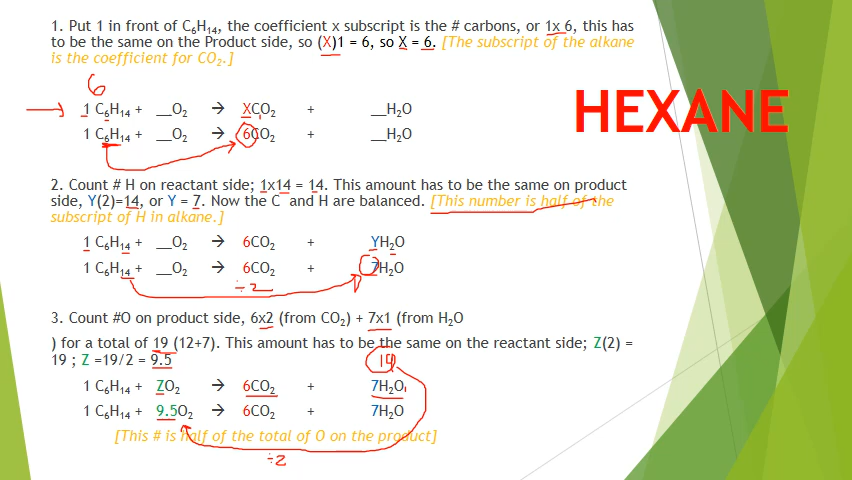 1. Put 1 in front of C6H14, the coefficient x subscript is the # carbons, or 1x 6, this has
to be the same on the Product side, so (X)1 = 6, so X = 6. [The subscript of the alkane
is the coefficient for CO2.]
HEXANE
6
1 C6H14 + __O2 → XCO2 + __H2O
1 C6H14 + __O2 → 6CO2 + __H2O
2. Count # H on reactant side; 1x14 = 14. This amount has to be the same on product
side, Y(2)=14, or Y = 7. Now the C and H are balanced. [This number is half of the
subscript of H in alkane.]
1 C6H14 + __O2 → 6CO2 + YH2O
1 C6H14 + __O2 → 6CO2 + 7H2O
÷2
3. Count #O on product side, 6x2 (from CO2) + 7x1 (from H2O
) for a total of 19 (12+7). This amount has to be the same on the reactant side; Z(2) =
19 ; Z =19/2 = 9.5
19
1 C6H14 + ZO2 → 6CO2 + 7H2O1
1 C6H14 + 9.5O2 → 6CO2 + 7H2O
[This # is half of the total of O on the product]
÷2